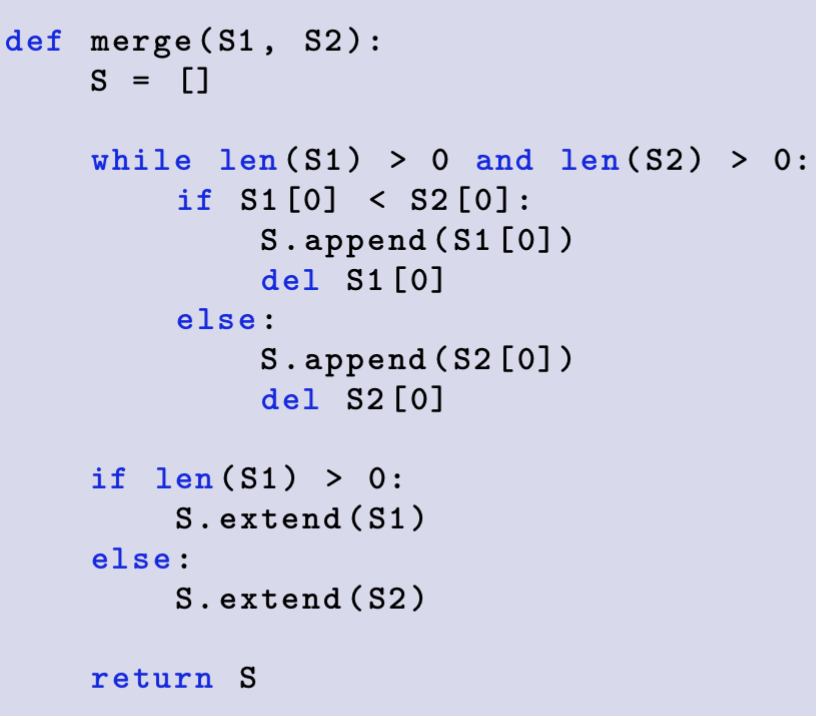 def merge(S1, S2):
    S = []

    while len(S1) > 0 and len(S2) > 0:
        if S1[0] < S2[0]:
            S.append(S1[0])
            del S1[0]
        else:
            S.append(S2[0])
            del S2[0]

    if len(S1) > 0:
        S.extend(S1)
    else:
        S.extend(S2)

    return S